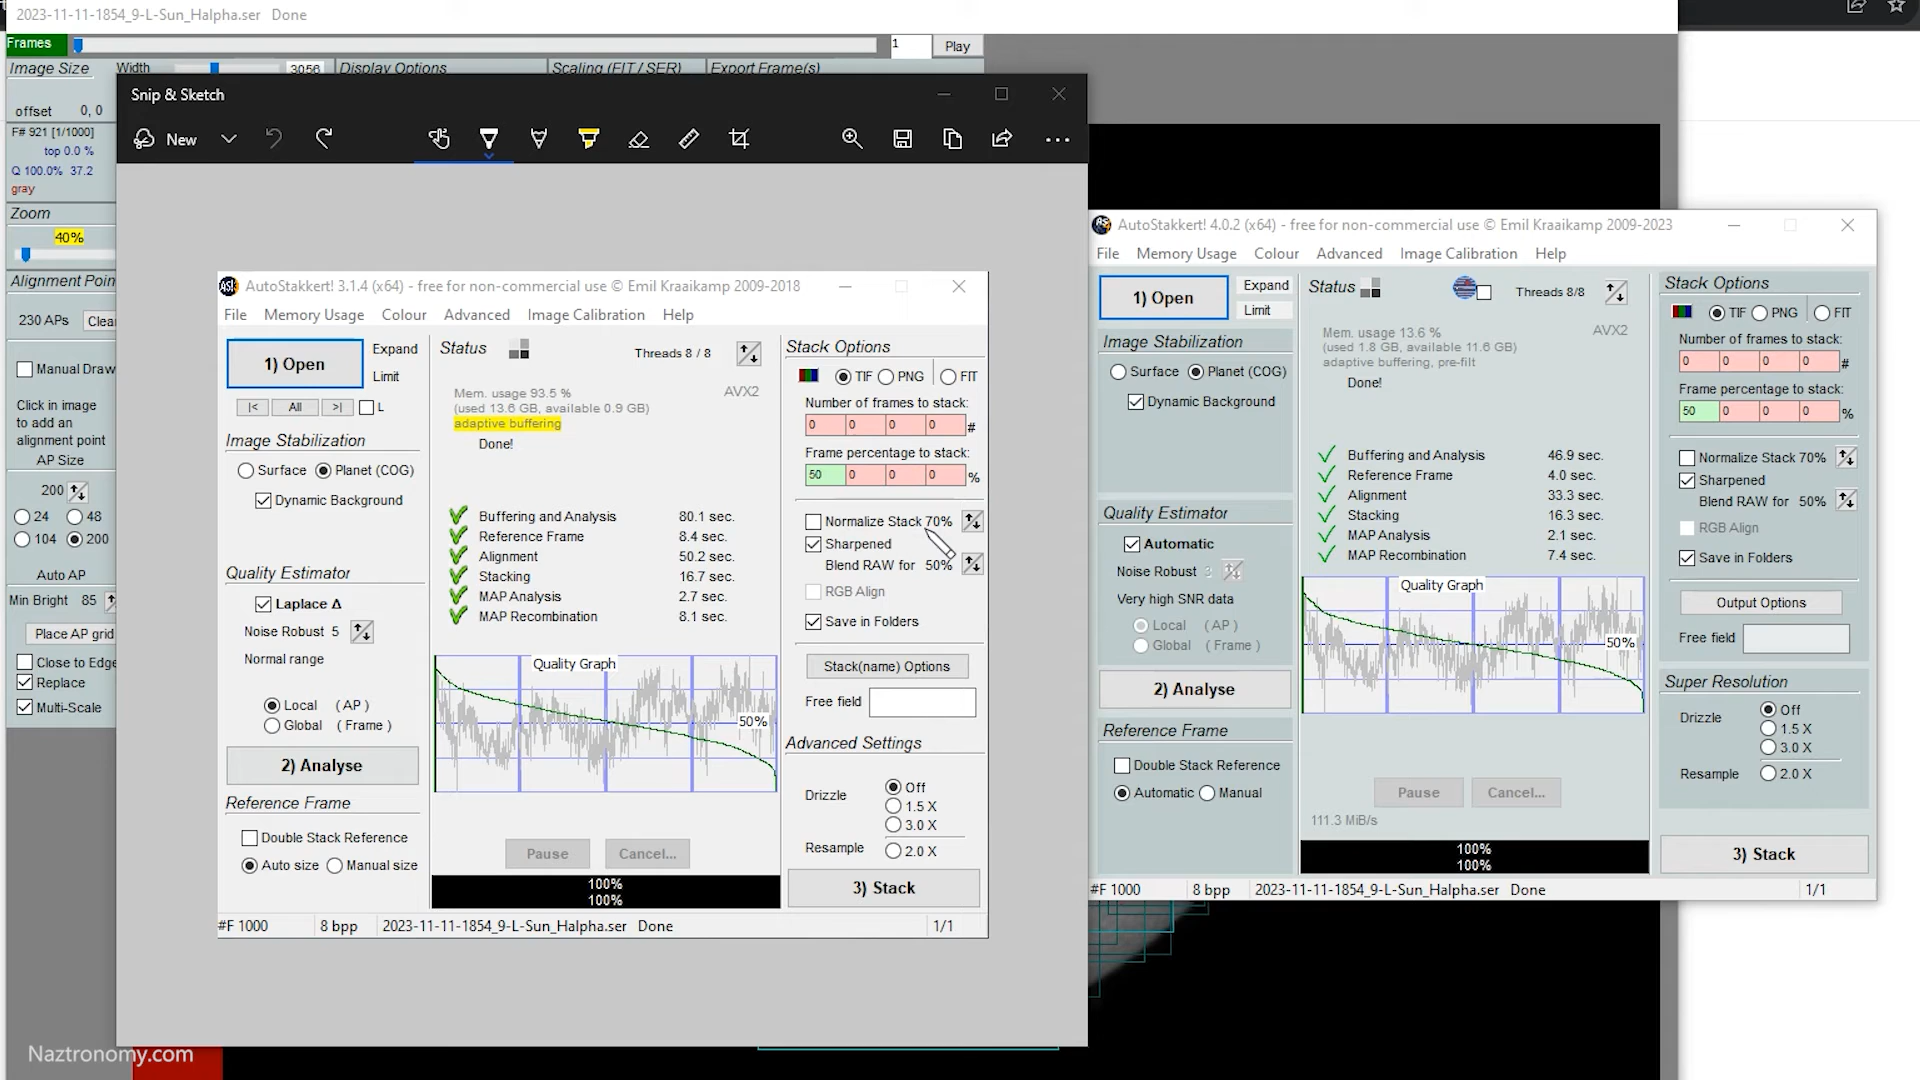 2023-11-11-1854_9-L-Sun_Halpha.ser Done
Frames
1
Play
Image Size
Width
3056
Display Options
Scaling (FIT / SER)
Export Frame(s)
offset 0, 0
F# 921 [1/1000]
top 0.0 %
Q 100.0% 37.2
gray
Zoom
40%
Alignment Poin
230 APs
Clear
Manual Draw
Click in image
to add an
alignment point
AP Size
200
24 48
104 200
Auto AP
Min Bright 85
Place AP grid
Close to Edge
Replace
Multi-Scale
Snip & Sketch
New
AutoStakkert! 3.1.4 (x64) - free for non-commercial use © Emil Kraaikamp 2009-2018
File Memory Usage Colour Advanced Image Calibration Help
1) Open
Expand
Limit
|< All >| L
Image Stabilization
Surface Planet (COG)
Dynamic Background
Quality Estimator
Laplace Δ
Noise Robust 5
Normal range
Local (AP)
Global (Frame)
2) Analyse
Reference Frame
Double Stack Reference
Auto size Manual size
Status
Threads 8 / 8
AVX2
Mem. usage 93.5 %
(used 13.6 GB, available 0.9 GB)
adaptive buffering
Done!
Buffering and Analysis 80.1 sec.
Reference Frame 8.4 sec.
Alignment 50.2 sec.
Stacking 16.7 sec.
MAP Analysis 2.7 sec.
MAP Recombination 8.1 sec.
Quality Graph
50%
Pause Cancel...
100%
100%
Stack Options
TIF PNG FIT
Number of frames to stack:
0 0 0 0 #
Frame percentage to stack:
50 0 0 0 %
Normalize Stack 70%
Sharpened
Blend RAW for 50%
RGB Align
Save in Folders
Stack(name) Options
Free field
Advanced Settings
Drizzle
Off
1.5 X
3.0 X
Resample 2.0 X
3) Stack
#F 1000 8 bpp 2023-11-11-1854_9-L-Sun_Halpha.ser Done 1/1
AutoStakkert! 4.0.2 (x64) - free for non-commercial use © Emil Kraaikamp 2009-2023
File Memory Usage Colour Advanced Image Calibration Help
1) Open
Expand
Limit
Image Stabilization
Surface Planet (COG)
Dynamic Background
Quality Estimator
Automatic
Noise Robust 3
Very high SNR data
Local (AP)
Global (Frame)
2) Analyse
Reference Frame
Double Stack Reference
Automatic Manual
Status
Threads 8/8
AVX2
Mem. usage 13.6 %
(used 1.8 GB, available 11.6 GB)
adaptive buffering, pre-filt
Done!
Buffering and Analysis 46.9 sec.
Reference Frame 4.0 sec.
Alignment 33.3 sec.
Stacking 16.3 sec.
MAP Analysis 2.1 sec.
MAP Recombination 7.4 sec.
Quality Graph
50%
Pause Cancel...
111.3 MiB/s
100%
100%
Stack Options
TIF PNG FIT
Number of frames to stack:
0 0 0 0 #
Frame percentage to stack:
50 0 0 0 %
Normalize Stack 70%
Sharpened
Blend RAW for 50%
RGB Align
Save in Folders
Output Options
Free field
Super Resolution
Drizzle
Off
1.5 X
3.0 X
Resample 2.0 X
3) Stack
#F 1000 8 bpp 2023-11-11-1854_9-L-Sun_Halpha.ser Done 1/1
Naztronomy.com